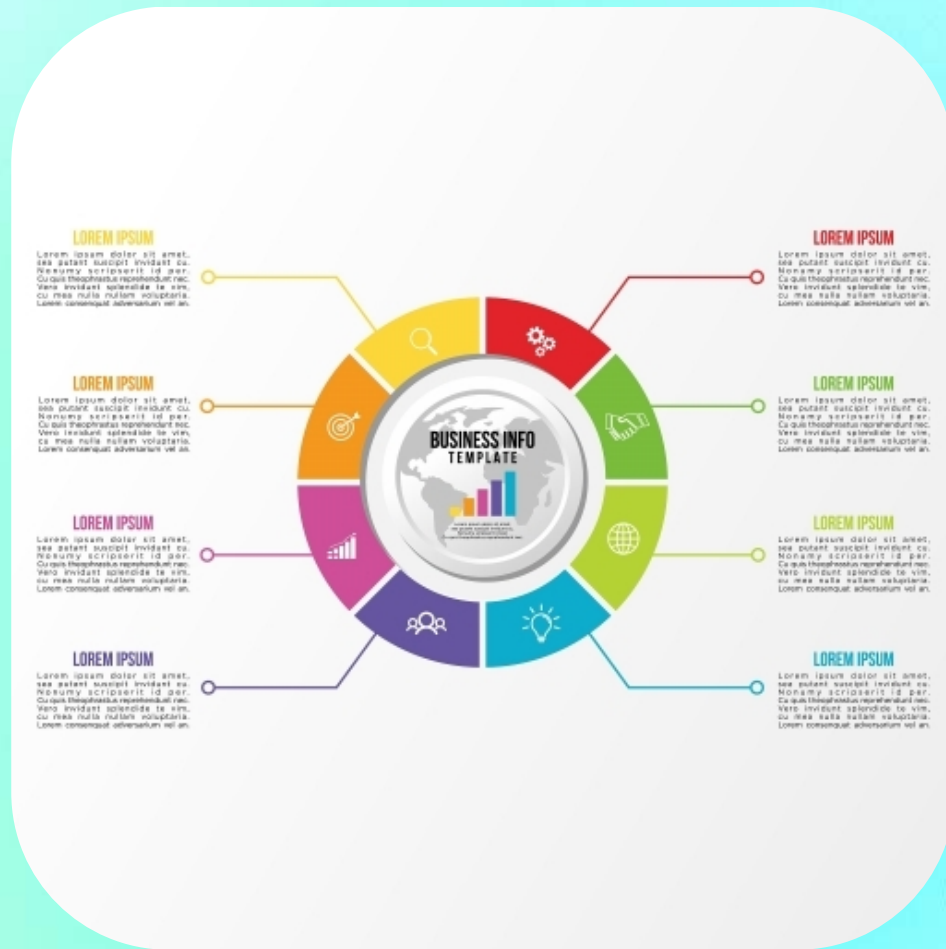 LOREM IPSUM
Lorem ipsum dolor sit amet,
sea putant suscipit invidunt cu.
Nonumy scripserit id per.
Cu quis theophrastus reprehendunt nec.
Vero invidunt splendide te vim,
cu mea nulla nullam voluptaria.
Lorem consequat adversarium vel an.
LOREM IPSUM
Lorem ipsum dolor sit amet,
sea putant suscipit invidunt cu.
Nonumy scripserit id per.
Cu quis theophrastus reprehendunt nec.
Vero invidunt splendide te vim,
cu mea nulla nullam voluptaria.
Lorem consequat adversarium vel an.
LOREM IPSUM
Lorem ipsum dolor sit amet,
sea putant suscipit invidunt cu.
Nonumy scripserit id per.
Cu quis theophrastus reprehendunt nec.
Vero invidunt splendide te vim,
cu mea nulla nullam voluptaria.
Lorem consequat adversarium vel an.
LOREM IPSUM
Lorem ipsum dolor sit amet,
sea putant suscipit invidunt cu.
Nonumy scripserit id per.
Cu quis theophrastus reprehendunt nec.
Vero invidunt splendide te vim,
cu mea nulla nullam voluptaria.
Lorem consequat adversarium vel an.
BUSINESS INFO
TEMPLATE
LOREM IPSUM
Lorem ipsum dolor sit amet,
sea putant suscipit invidunt cu.
Nonumy scripserit id per.
Cu quis theophrastus reprehendunt nec.
Vero invidunt splendide te vim,
cu mea nulla nullam voluptaria.
Lorem consequat adversarium vel an.
LOREM IPSUM
Lorem ipsum dolor sit amet,
sea putant suscipit invidunt cu.
Nonumy scripserit id per.
Cu quis theophrastus reprehendunt nec.
Vero invidunt splendide te vim,
cu mea nulla nullam voluptaria.
Lorem consequat adversarium vel an.
LOREM IPSUM
Lorem ipsum dolor sit amet,
sea putant suscipit invidunt cu.
Nonumy scripserit id per.
Cu quis theophrastus reprehendunt nec.
Vero invidunt splendide te vim,
cu mea nulla nullam voluptaria.
Lorem consequat adversarium vel an.
LOREM IPSUM
Lorem ipsum dolor sit amet,
sea putant suscipit invidunt cu.
Nonumy scripserit id per.
Cu quis theophrastus reprehendunt nec.
Vero invidunt splendide te vim,
cu mea nulla nullam voluptaria.
Lorem consequat adversarium vel an.